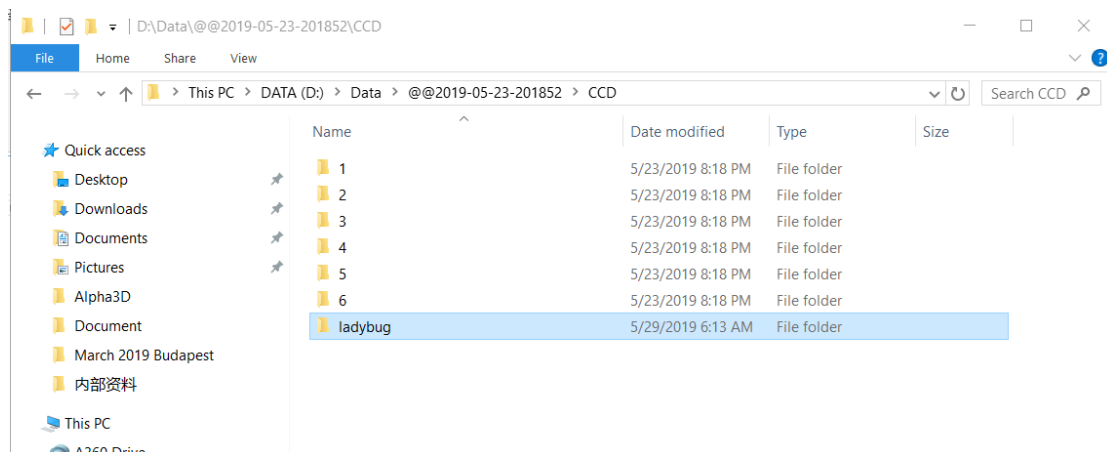 D:\Data\@@2019-05-23-201852\CCD
File Home Share View
This PC > DATA (D:) > Data > @@2019-05-23-201852 > CCD Search CCD
Name Date modified Type Size
Quick access
Desktop
Downloads
Documents
Pictures
Alpha3D
Document
March 2019 Budapest
内部资料
This PC
A360 Drive
1 5/23/2019 8:18 PM File folder
2 5/23/2019 8:18 PM File folder
3 5/23/2019 8:18 PM File folder
4 5/23/2019 8:18 PM File folder
5 5/23/2019 8:18 PM File folder
6 5/23/2019 8:18 PM File folder
ladybug 5/29/2019 6:13 AM File folder